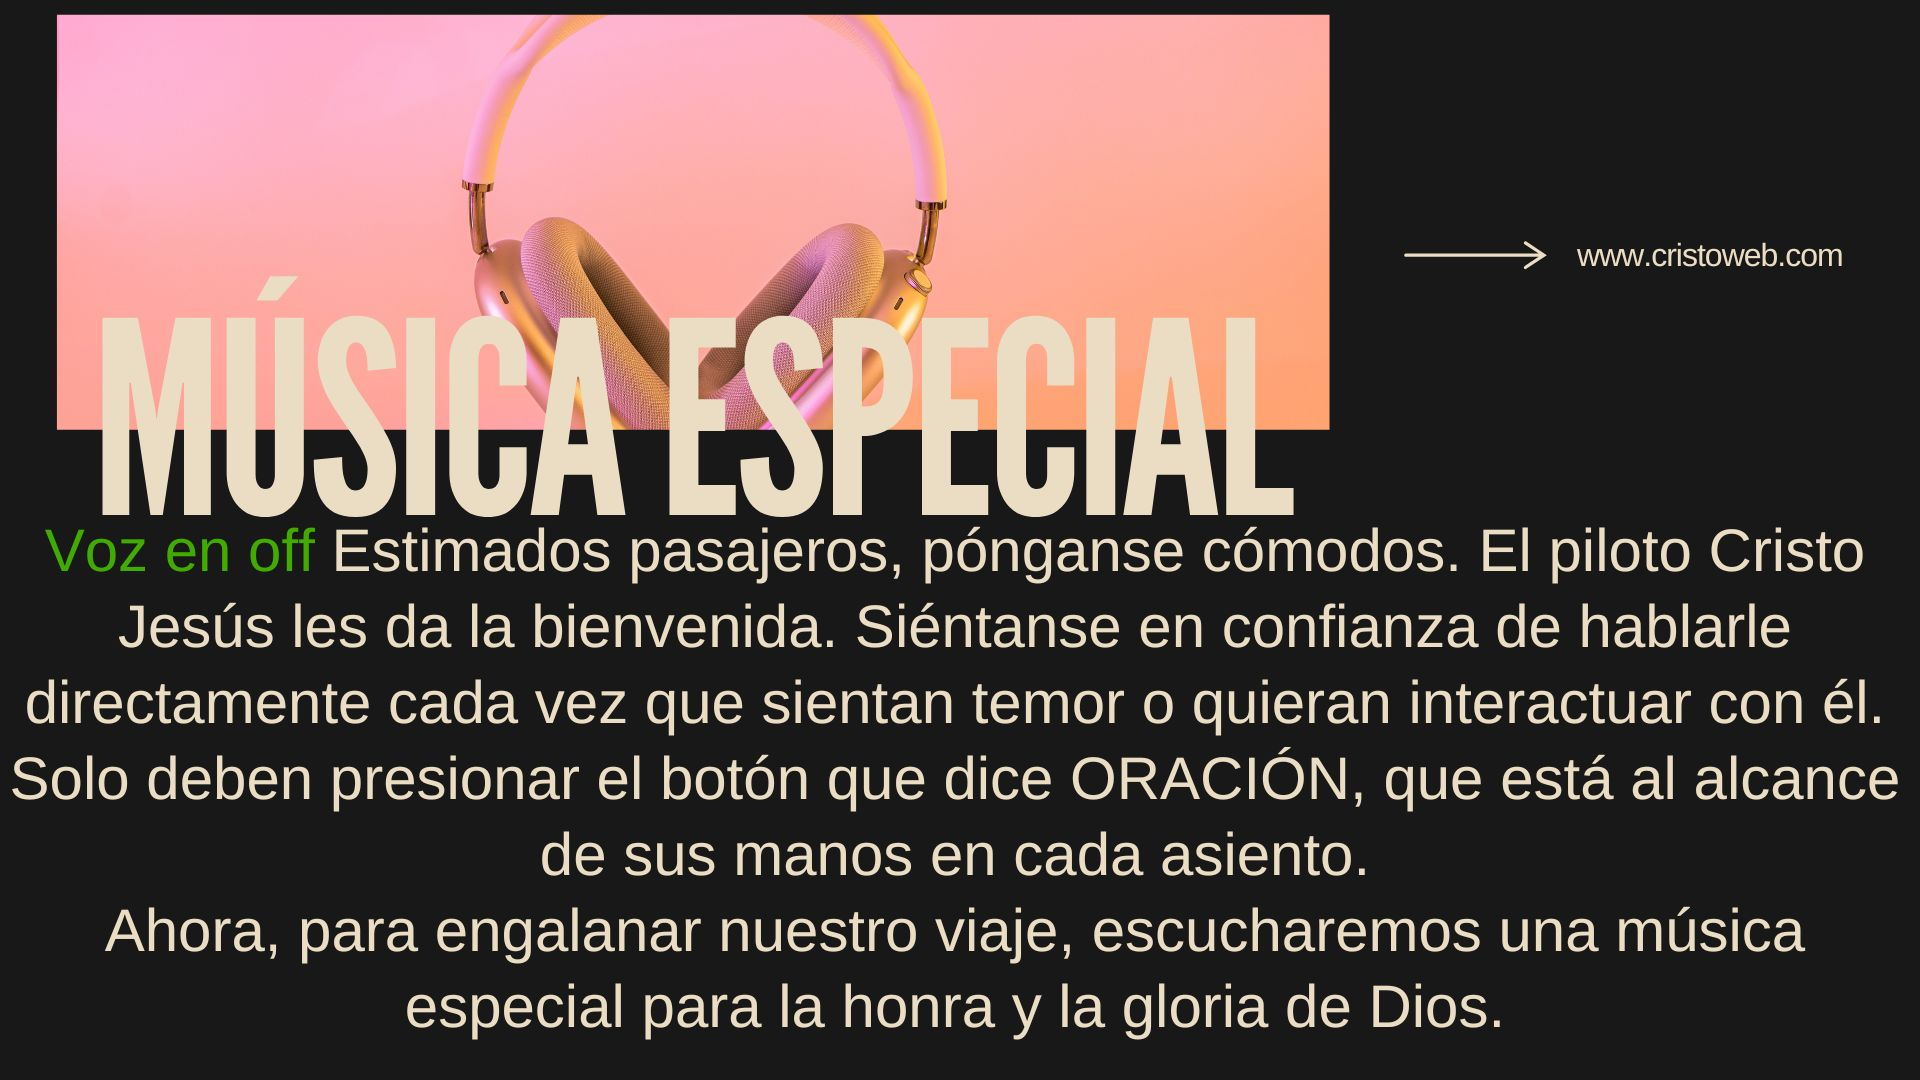 www.cristoweb.com
MÚSICA ESPECIAL
Voz en off Estimados pasajeros, pónganse cómodos. El piloto Cristo
Jesús les da la bienvenida. Siéntanse en confianza de hablarle
directamente cada vez que sientan temor o quieran interactuar con él.
Solo deben presionar el botón que dice ORACIÓN, que está al alcance
de sus manos en cada asiento.
Ahora, para engalanar nuestro viaje, escucharemos una música
especial para la honra y la gloria de Dios.